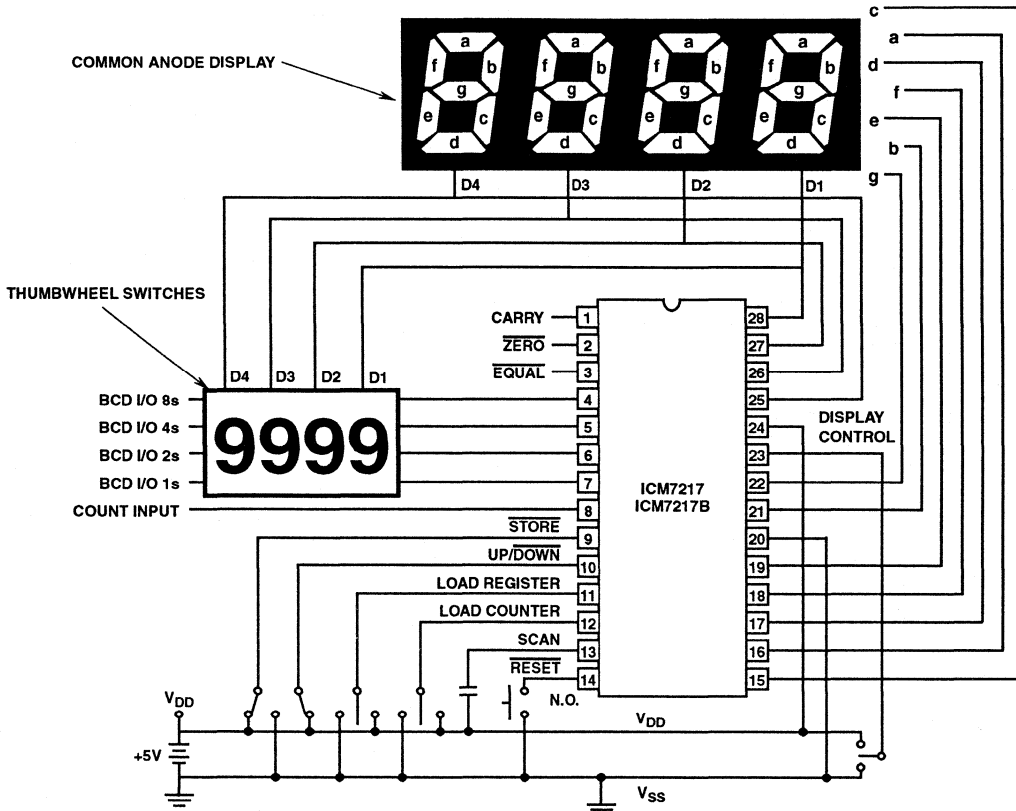 c
a
COMMON ANODE DISPLAY
a a a a
f b f b f b f b
d
g g g g
f
e c e c e c e c
e
d d d d
b
g
D4 D3 D2 D1
THUMBWHEEL SWITCHES
D4 D3 D2 D1
9999
BCD I/O 8s
BCD I/O 4s
BCD I/O 2s
BCD I/O 1s
COUNT INPUT
CARRY 1
ZERO 2
EQUAL 3
4
5
6
7
8
STORE 9
UP/DOWN 10
LOAD REGISTER 11
LOAD COUNTER 12
SCAN 13
RESET 14
N.O.
ICM7217
ICM7217B
28
27
26
25
24
DISPLAY
CONTROL
23
22
21
20
19
18
17
16
15
VDD
VDD
+5V
VSS